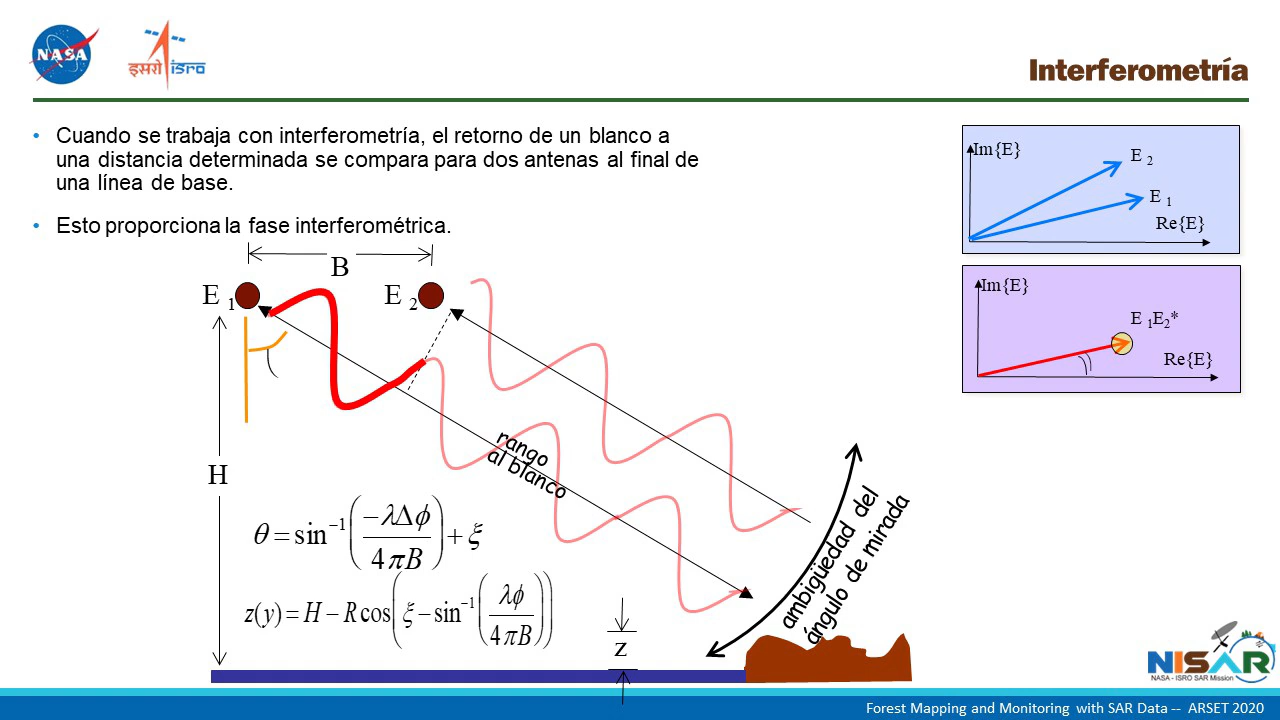 NASA
इसरो isro
Interferometría
• Cuando se trabaja con interferometría, el retorno de un blanco a
una distancia determinada se compara para dos antenas al final de
una línea de base.
• Esto proporciona la fase interferométrica.
Im{E}
E 2
E 1
Re{E}
B
E 1
E 2
Im{E}
E 1E2*
Re{E}
H
rango
al blanco
ambigüedad del
ángulo de mirada
θ = sin⁻¹(−λΔϕ / 4πB) + ξ
z(y) = H − R cos(ξ − sin⁻¹(λϕ / 4πB))
z
NISAR
NASA - ISRO SAR Mission
Forest Mapping and Monitoring with SAR Data -- ARSET 2020